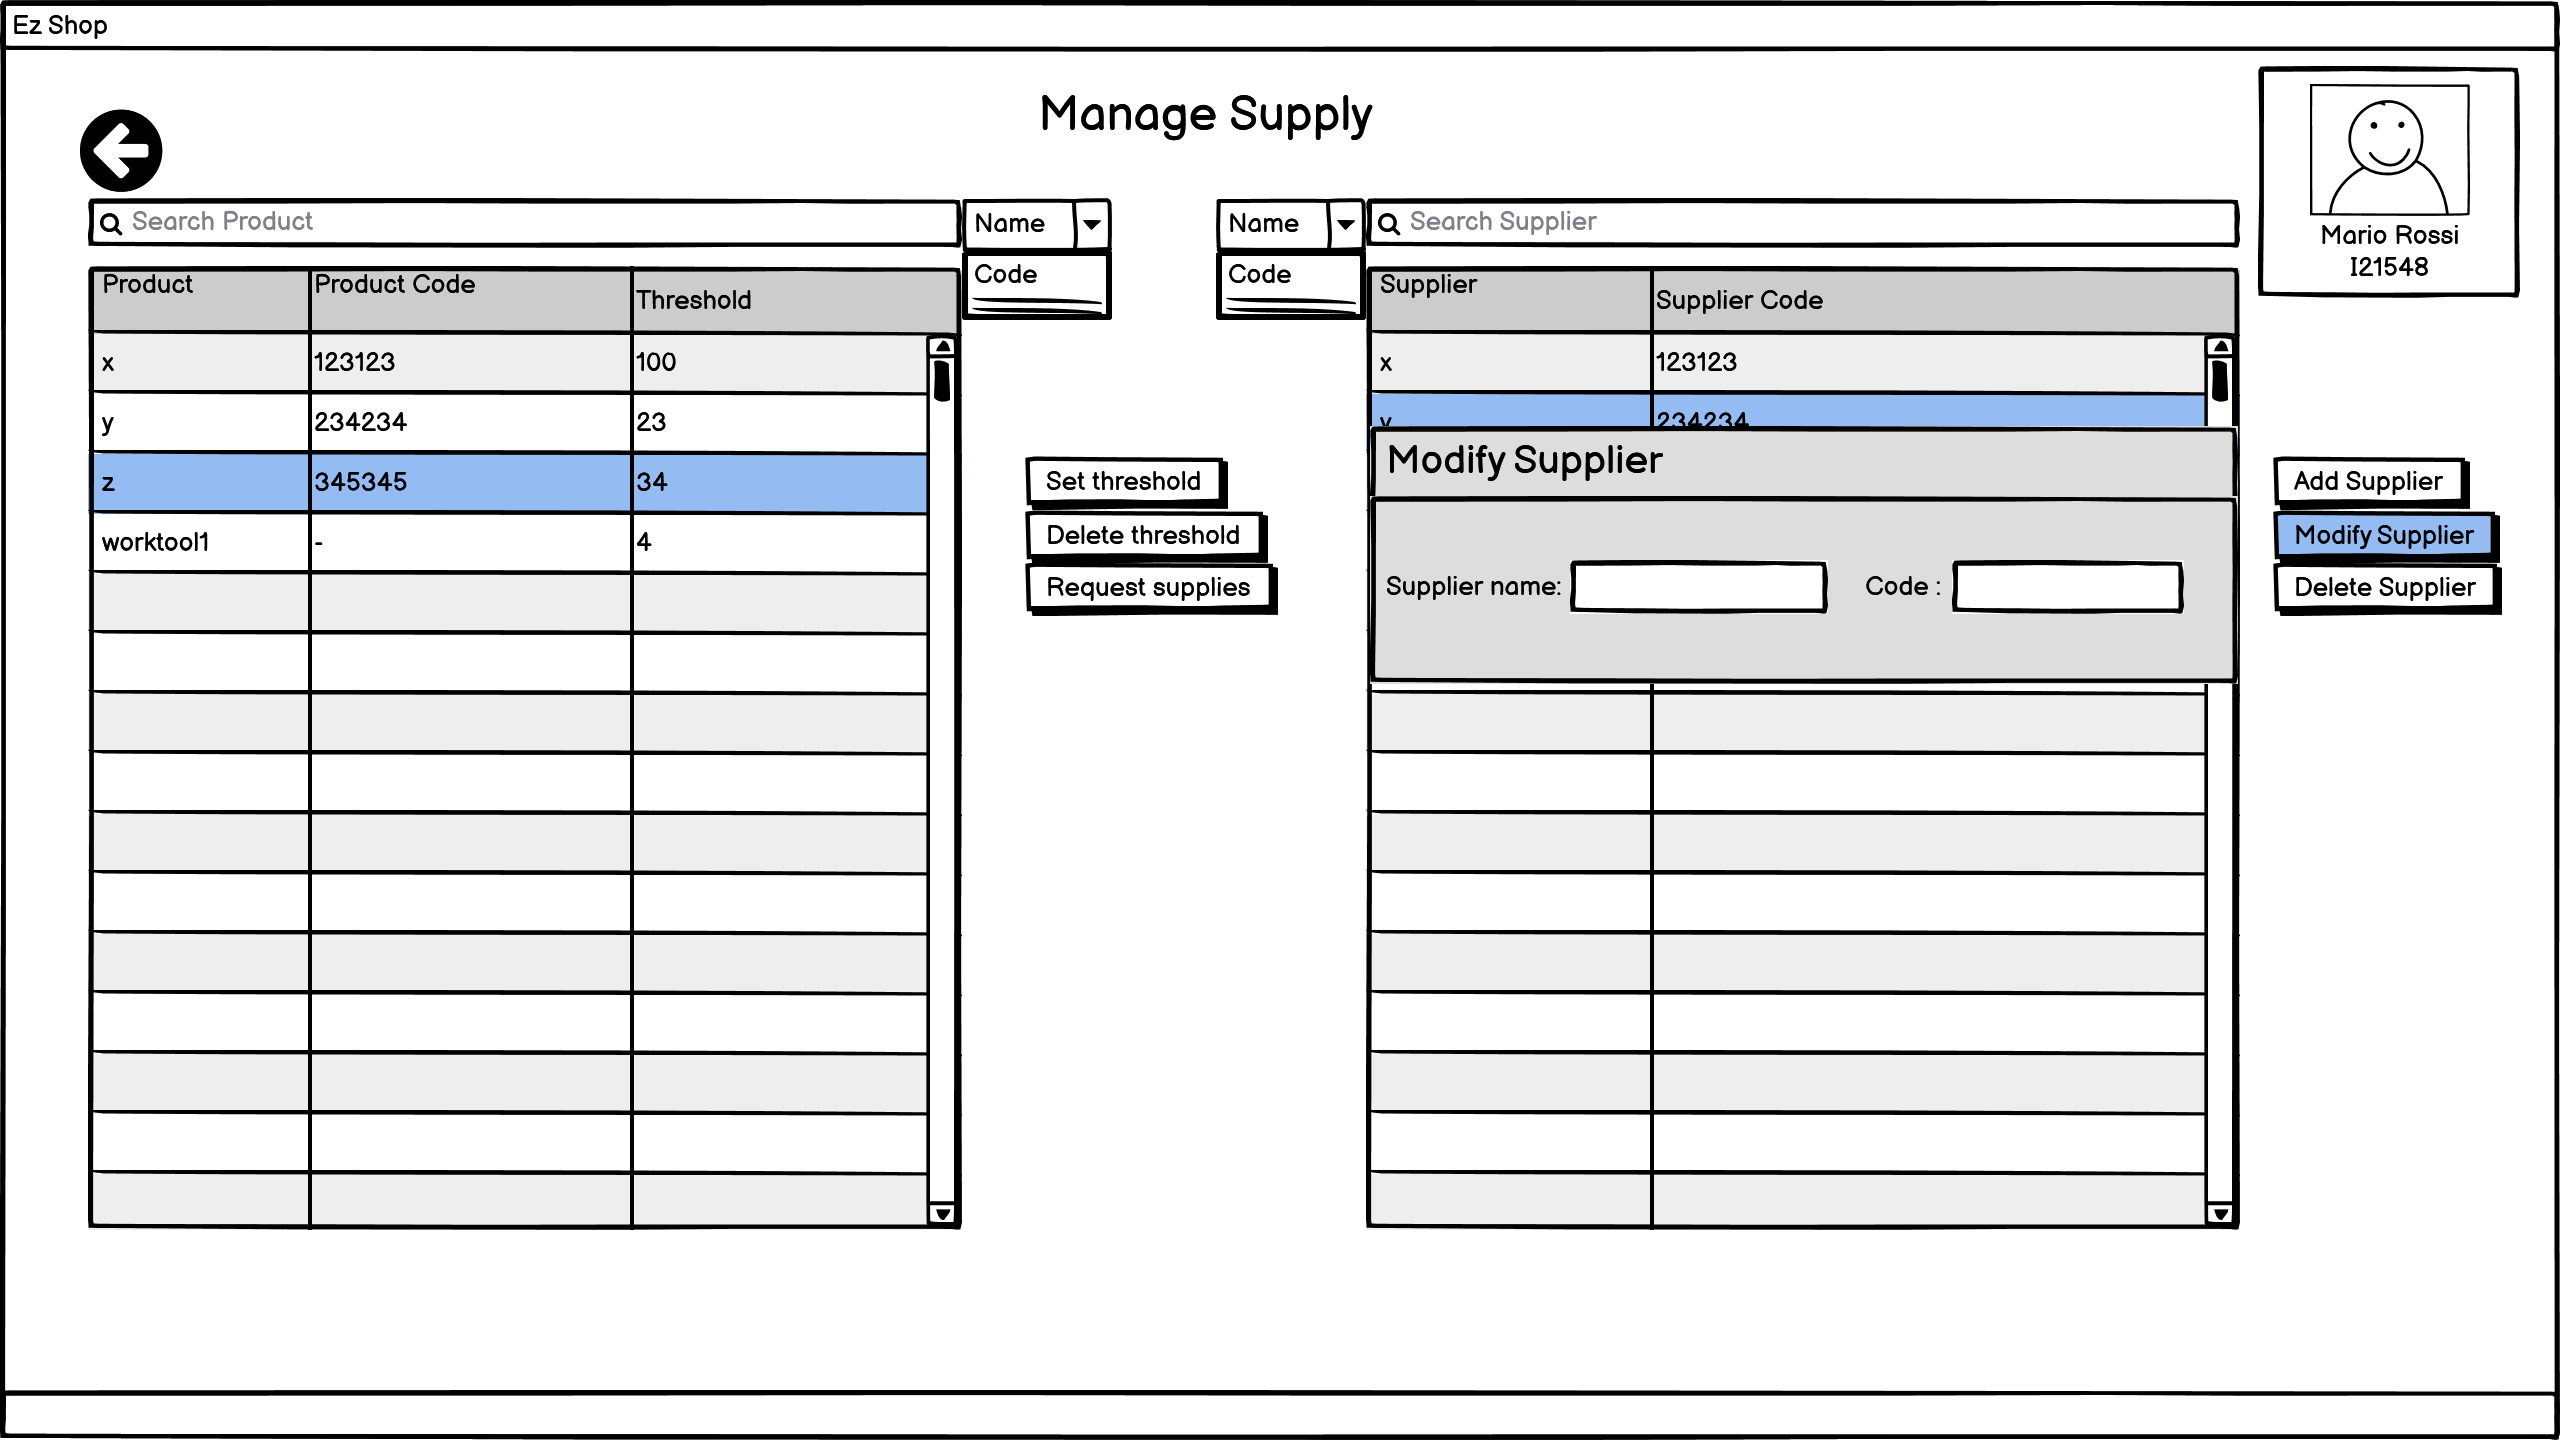 Ez Shop
Manage Supply
Mario Rossi
I21548
Search Product
Name
Code
Name
Code
Search Supplier
Product Product Code Threshold
x 123123 100
y 234234 23
z 345345 34
worktool1 - 4
Set threshold
Delete threshold
Request supplies
Supplier Supplier Code
x 123123
y 234234
Modify Supplier
Supplier name: Code :
Add Supplier
Modify Supplier
Delete Supplier